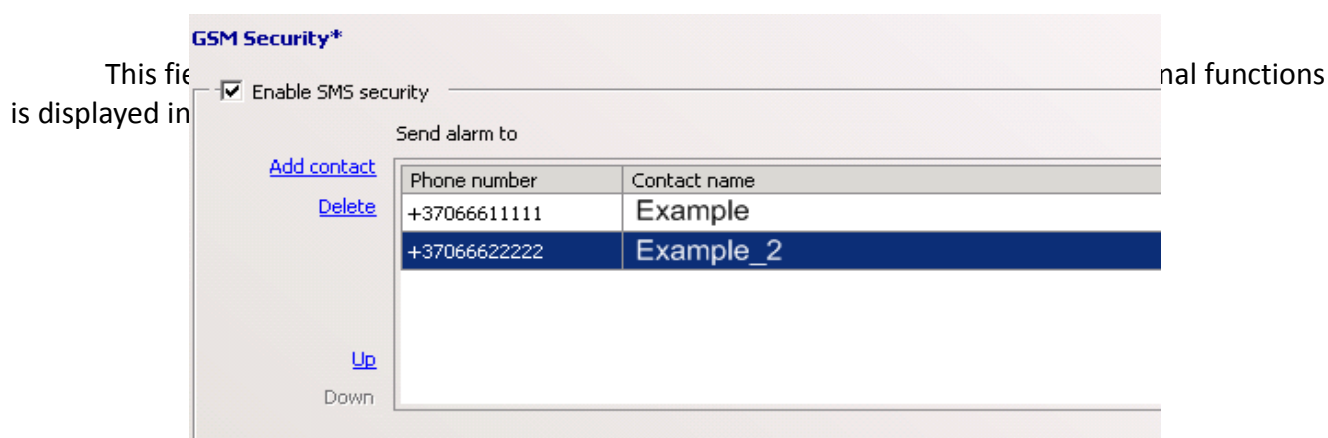 GSM Security*
This nal functions
Enable SMS security
is displayed in
Send alarm to
Add contact
Phone number Contact name
Delete
+37066611111 Example
+37066622222 Example_2
Up
Down